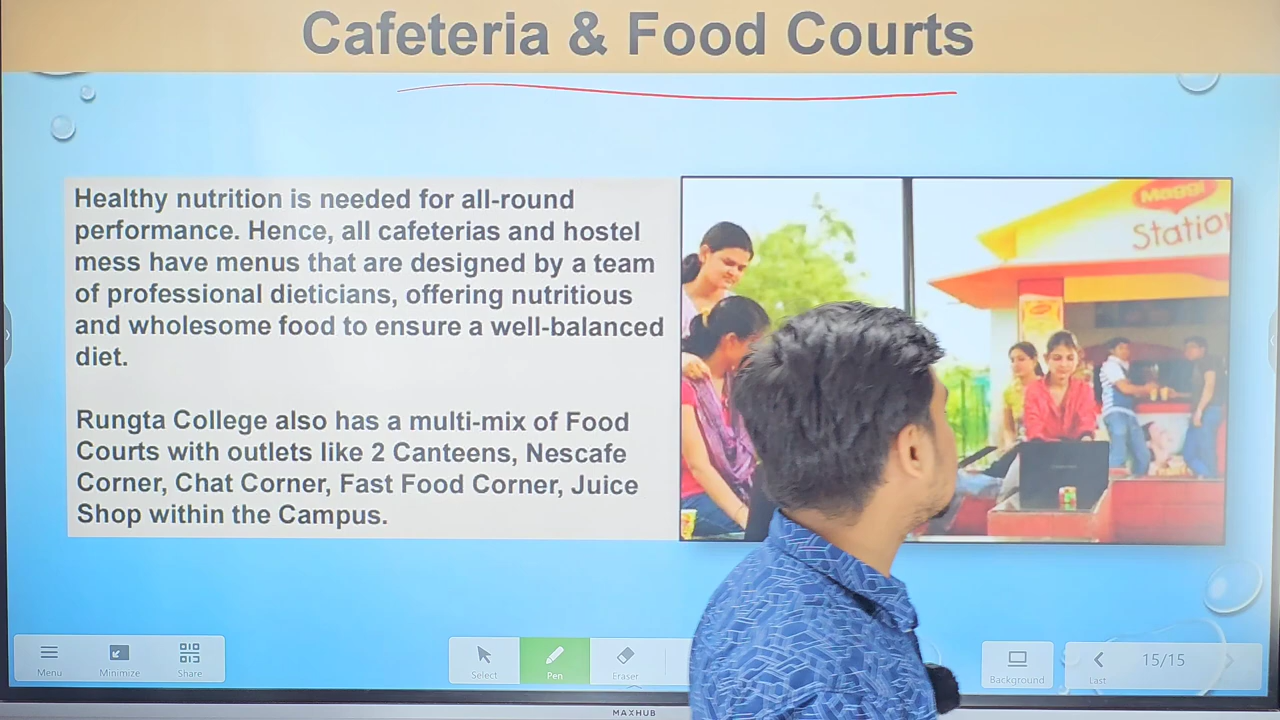 Cafeteria & Food Courts
Healthy nutrition is needed for all-round
performance. Hence, all cafeterias and hostel
mess have menus that are designed by a team
of professional dieticians, offering nutritious
and wholesome food to ensure a well-balanced
diet.
Rungta College also has a multi-mix of Food
Courts with outlets like 2 Canteens, Nescafe
Corner, Chat Corner, Fast Food Corner, Juice
Shop within the Campus.
Maggi
Station
Menu
Minimize
Share
Select
Pen
Eraser
Background
Last
15/15
MAXHUB